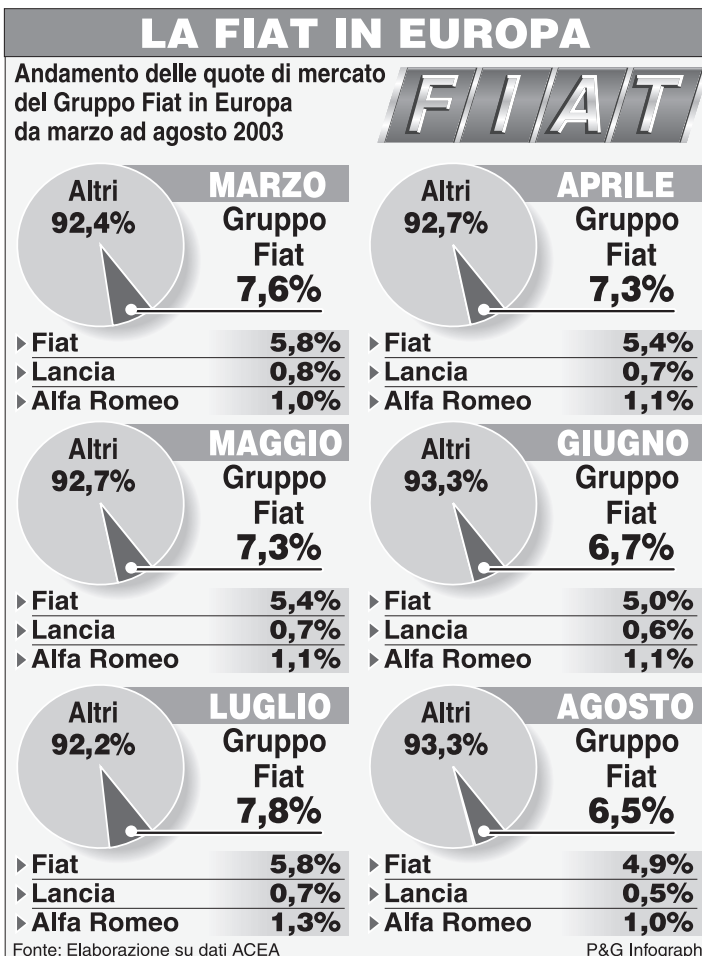 LA FIAT IN EUROPA
Andamento delle quote di mercato
del Gruppo Fiat in Europa
da marzo ad agosto 2003
FIAT
MARZO
Altri
92,4%
Gruppo
Fiat
7,6%
Fiat 5,8%
Lancia 0,8%
Alfa Romeo 1,0%
APRILE
Altri
92,7%
Gruppo
Fiat
7,3%
Fiat 5,4%
Lancia 0,7%
Alfa Romeo 1,1%
MAGGIO
Altri
92,7%
Gruppo
Fiat
7,3%
Fiat 5,4%
Lancia 0,7%
Alfa Romeo 1,1%
GIUGNO
Altri
93,3%
Gruppo
Fiat
6,7%
Fiat 5,0%
Lancia 0,6%
Alfa Romeo 1,1%
LUGLIO
Altri
92,2%
Gruppo
Fiat
7,8%
Fiat 5,8%
Lancia 0,7%
Alfa Romeo 1,3%
AGOSTO
Altri
93,3%
Gruppo
Fiat
6,5%
Fiat 4,9%
Lancia 0,5%
Alfa Romeo 1,0%
Fonte: Elaborazione su dati ACEA
P&G Infograph